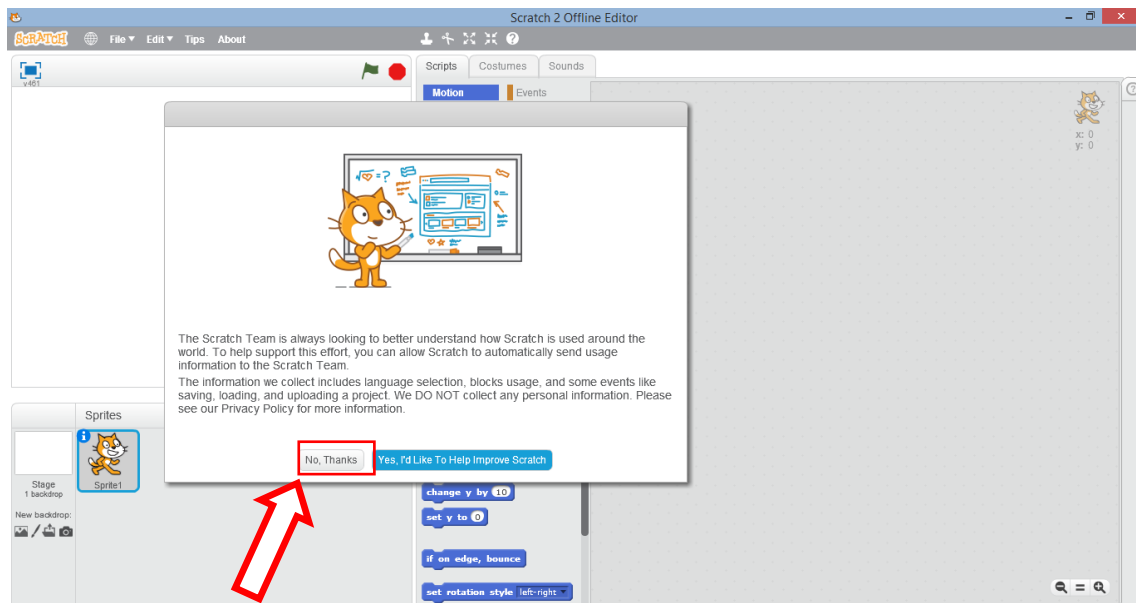 Scratch 2 Offline Editor
SCRATCH File Edit Tips About
v461
Scripts Costumes Sounds
Motion Events
x: 0
y: 0
√ =?
The Scratch Team is always looking to better understand how Scratch is used around the
world. To help support this effort, you can allow Scratch to automatically send usage
information to the Scratch Team.
The information we collect includes language selection, blocks usage, and some events like
saving, loading, and uploading a project. We DO NOT collect any personal information. Please
see our Privacy Policy for more information.
No, Thanks Yes, I'd Like To Help Improve Scratch
Sprites
Stage
1 backdrop
Sprite1
New backdrop:
change y by 10
set y to 0
if on edge, bounce
set rotation style left-right